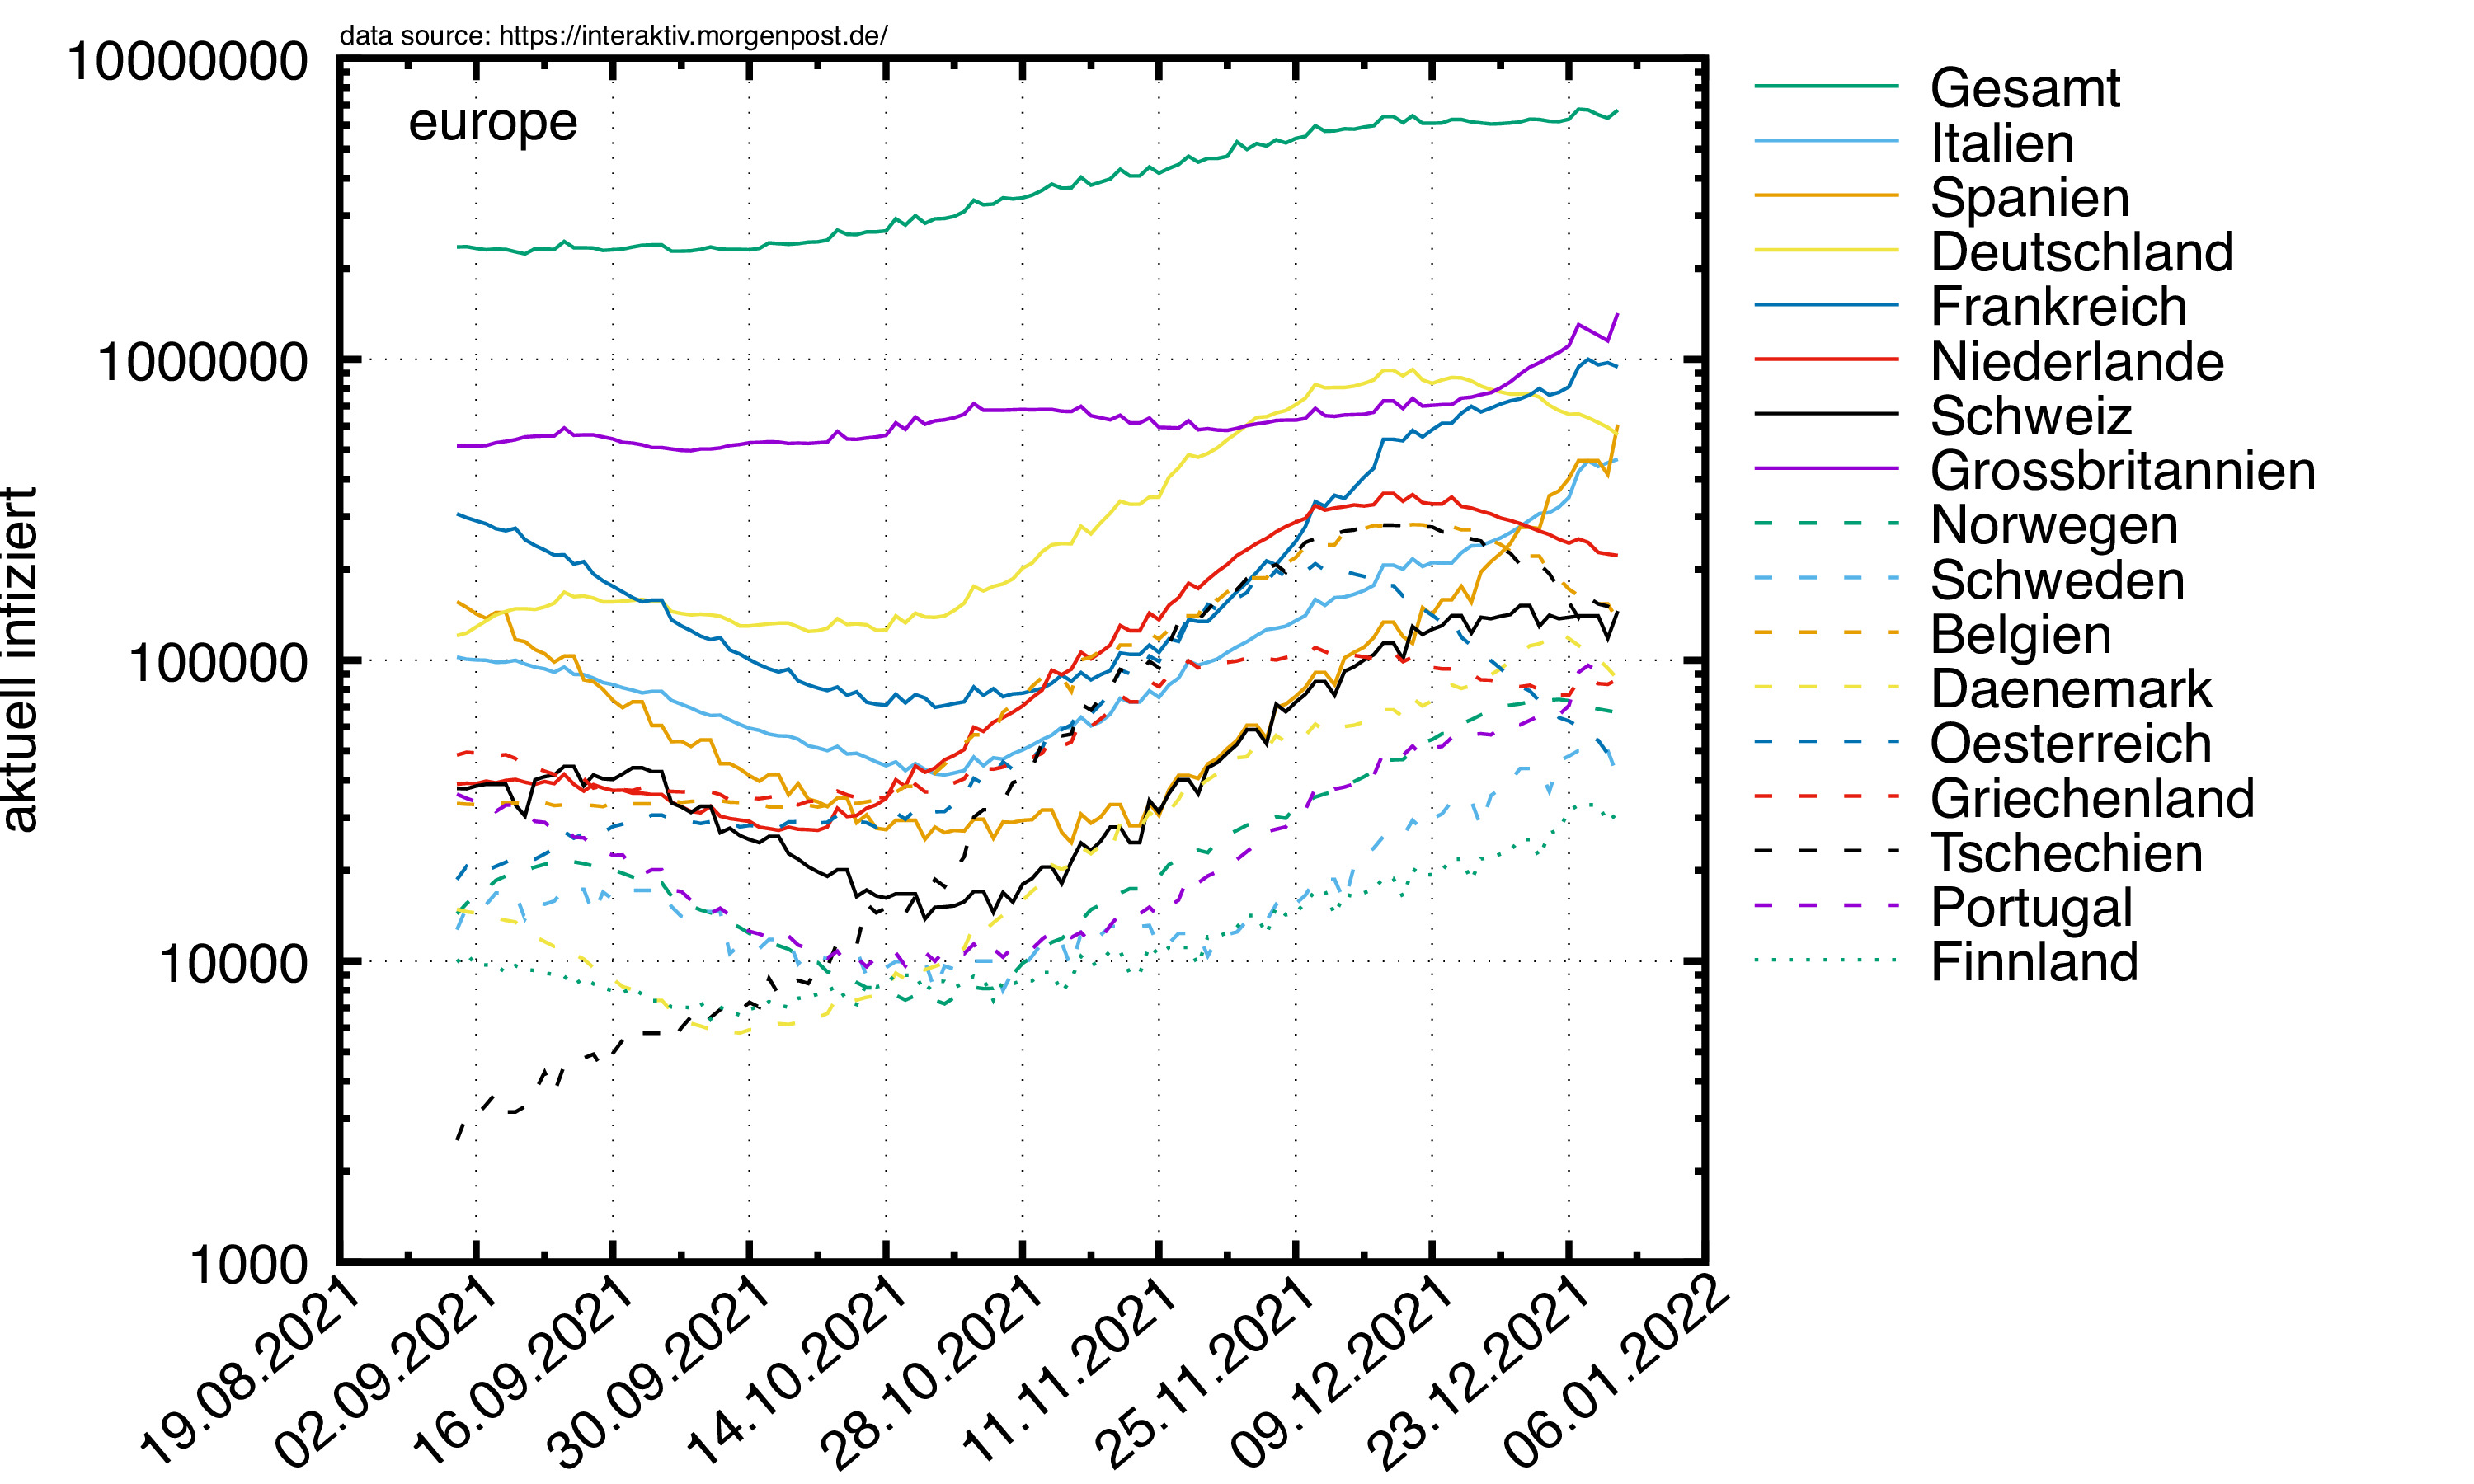 data source: https://interaktiv.morgenpost.de/
10000000
1000000
100000
10000
1000
aktuell infiziert
europe
19.08.2021
02.09.2021
16.09.2021
30.09.2021
14.10.2021
28.10.2021
11.11.2021
25.11.2021
09.12.2021
23.12.2021
06.01.2022
Gesamt
Italien
Spanien
Deutschland
Frankreich
Niederlande
Schweiz
Grossbritannien
Norwegen
Schweden
Belgien
Daenemark
Oesterreich
Griechenland
Tschechien
Portugal
Finnland